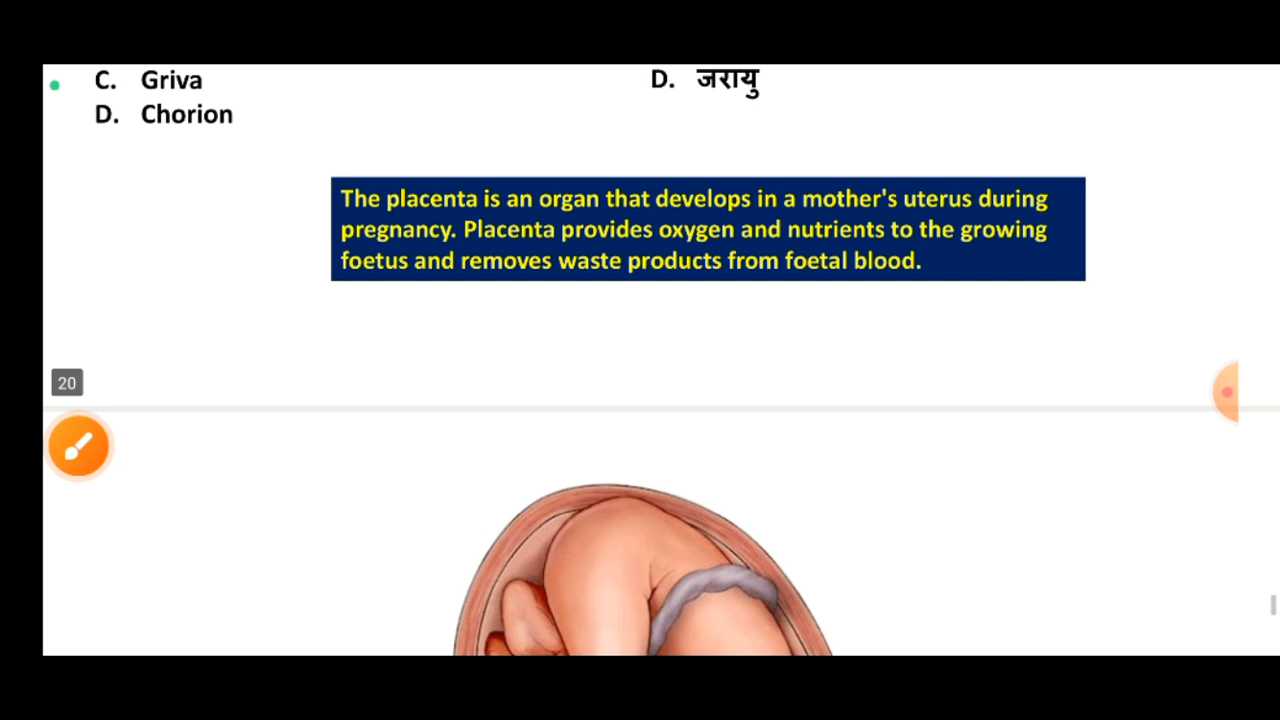 C. Griva
D. जरायु
D. Chorion
The placenta is an organ that develops in a mother's uterus during
pregnancy. Placenta provides oxygen and nutrients to the growing
foetus and removes waste products from foetal blood.
20